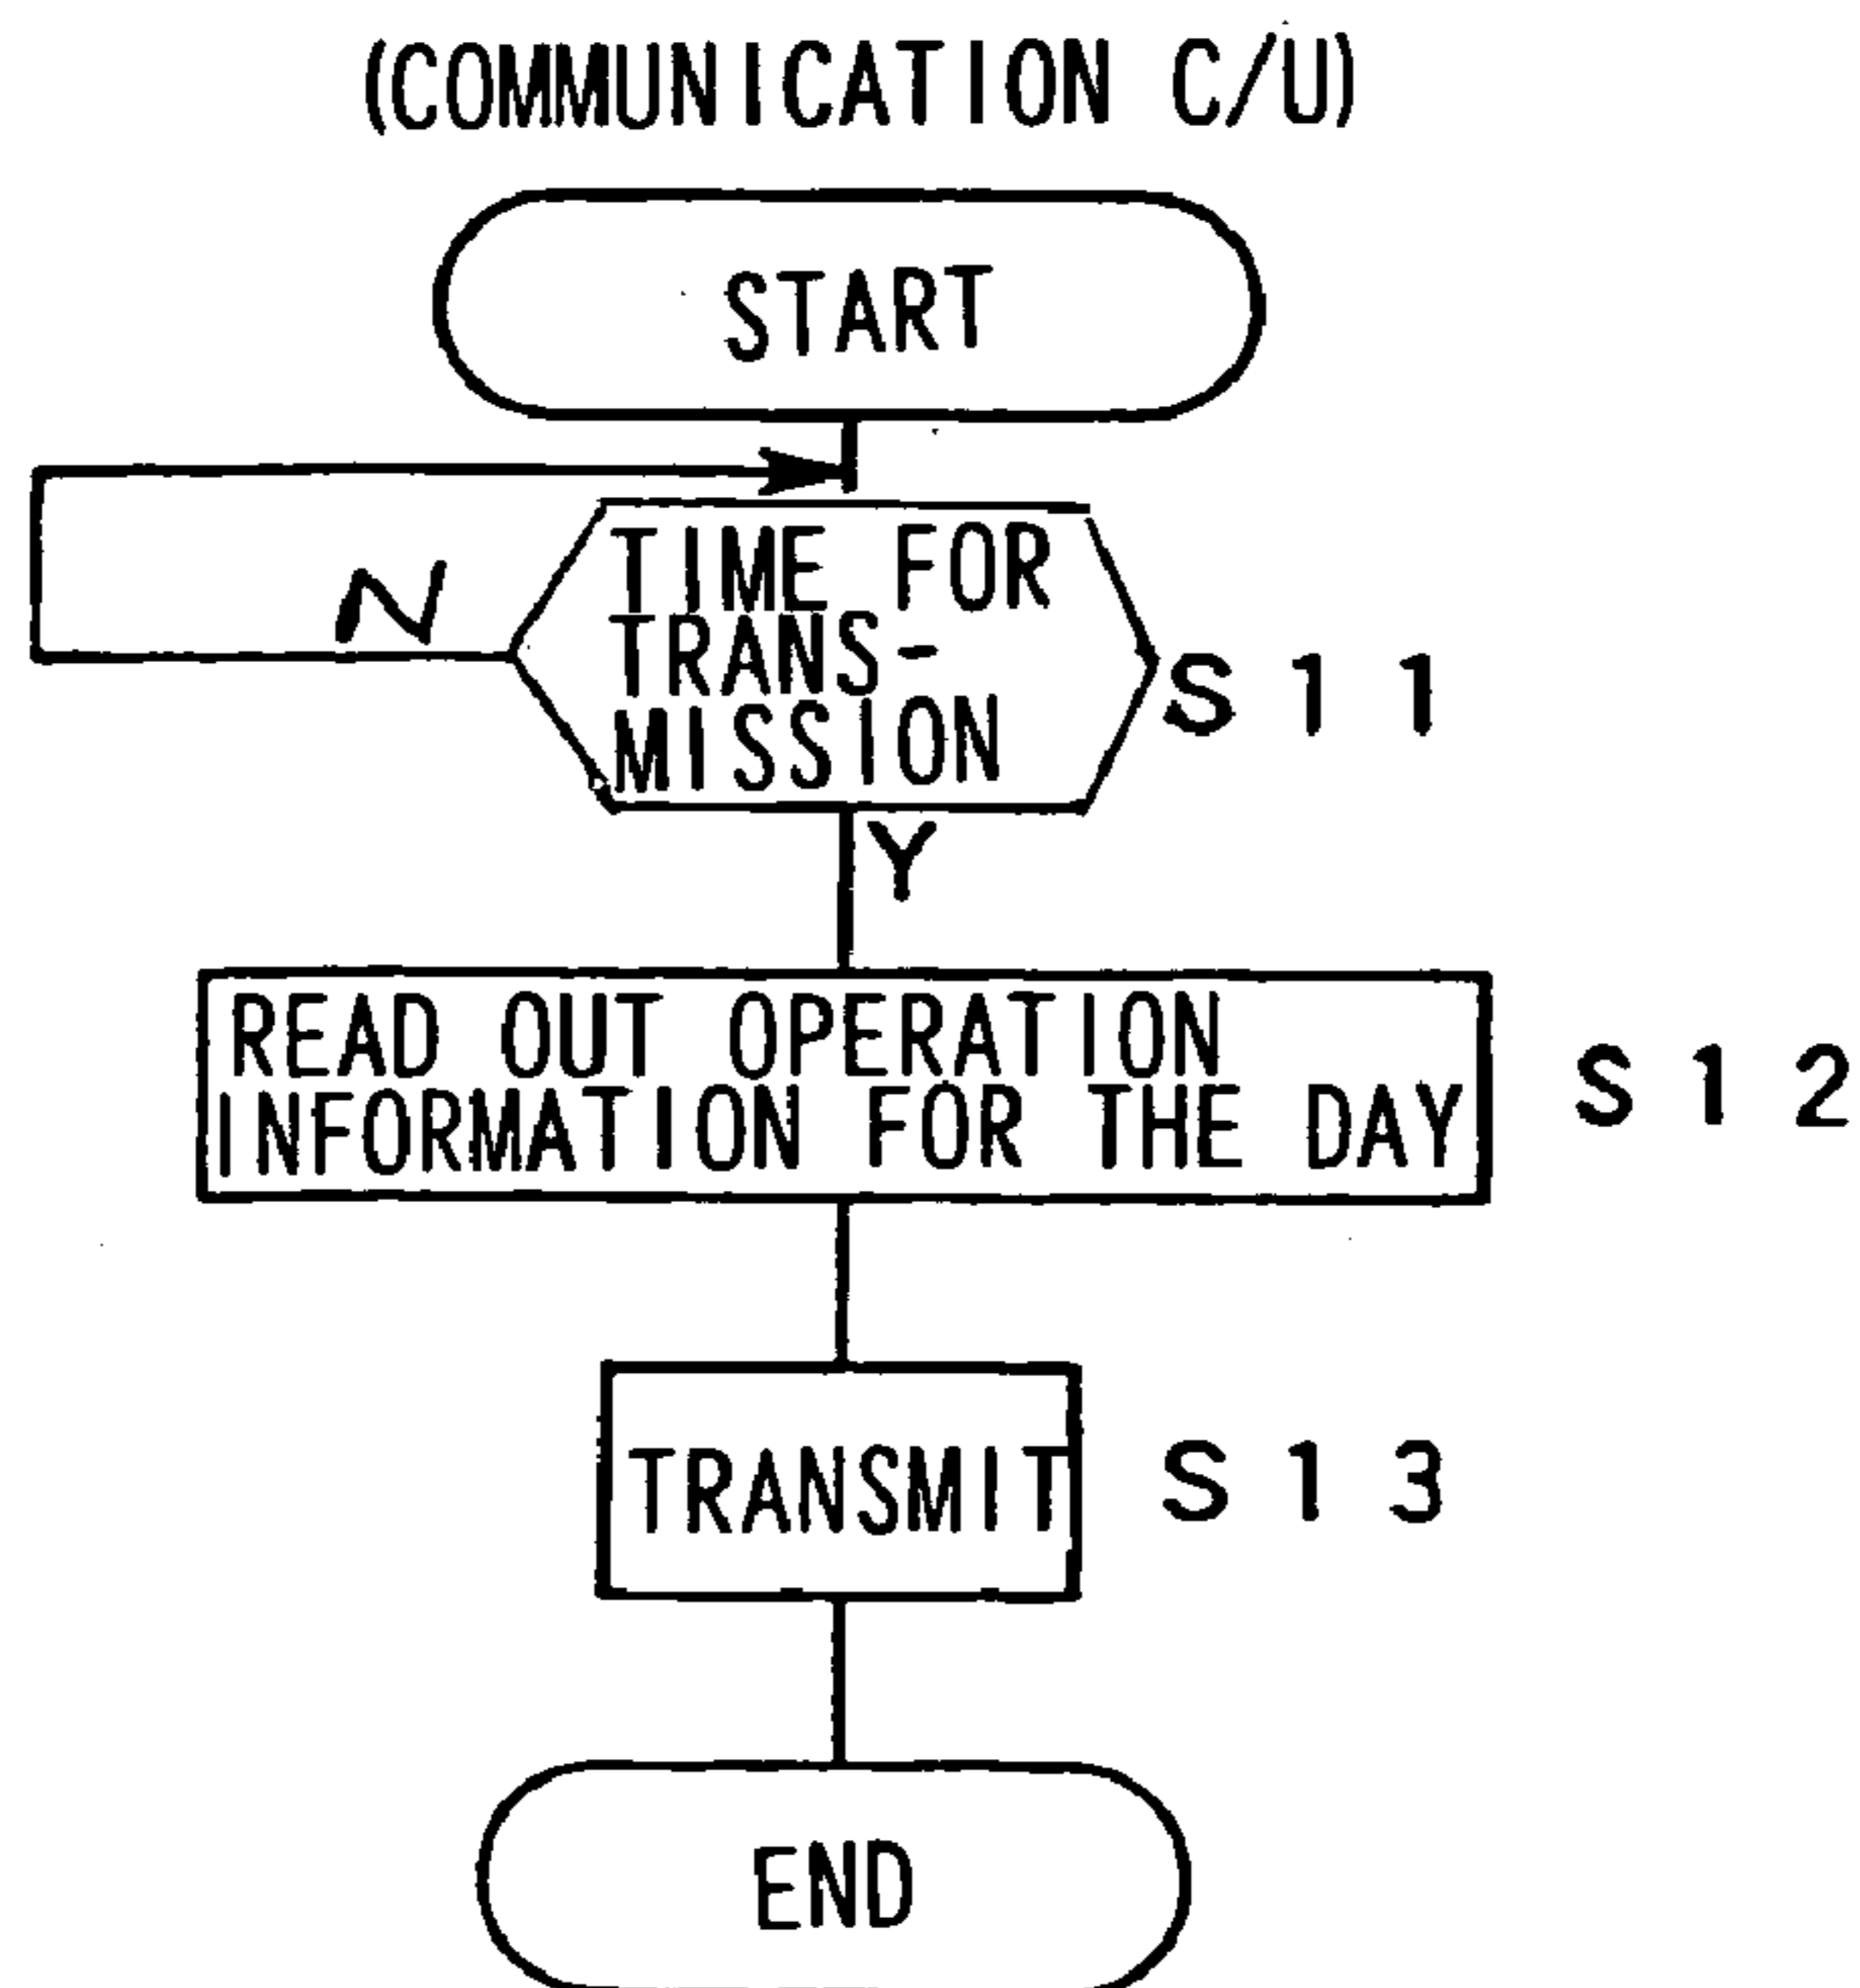 (COMMUNICATION C/U)
START
N
TIME FOR
TRANS-
MISSION
S11
Y
READ OUT OPERATION
INFORMATION FOR THE DAY
S12
TRANSMIT
S13
END